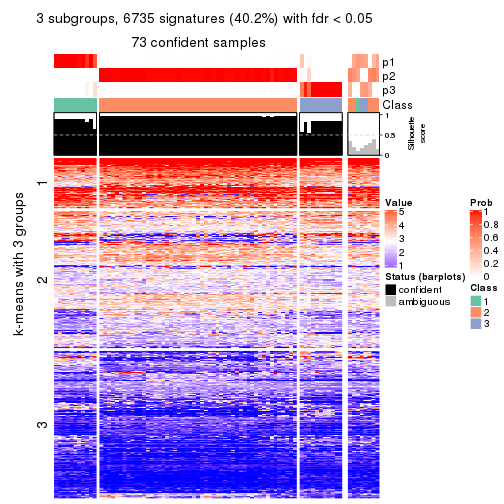 3 subgroups, 6735 signatures (40.2%) with fdr < 0.05
73 confident samples
p1
p2
p3
Class
1
0.5
0
Silhouette
score
k-means with 3 groups
1
2
3
Value
5
4
3
2
1
Status (barplots)
confident
ambiguous
Prob
1
0.8
0.6
0.4
0.2
0
Class
1
2
3